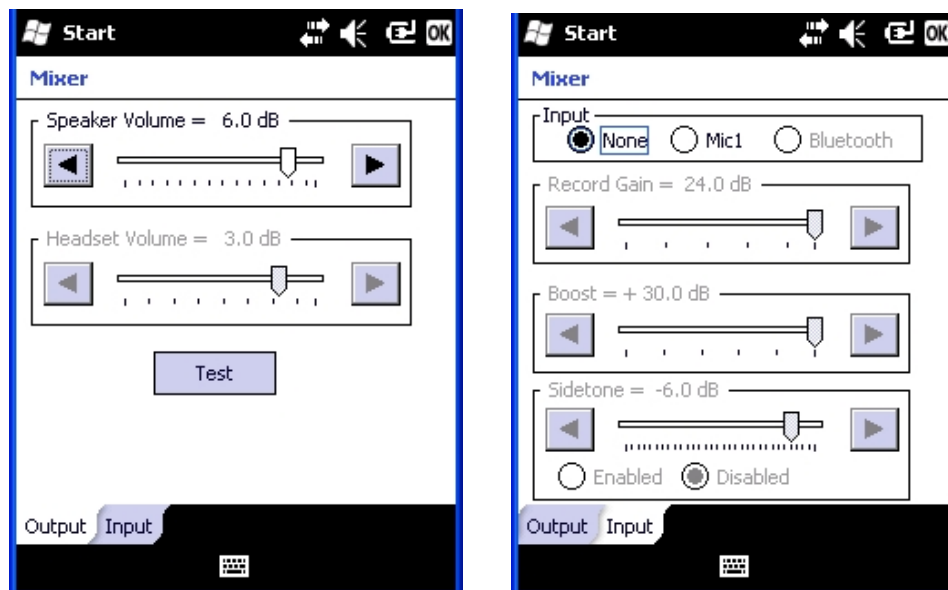 Start
OK
Mixer
Speaker Volume = 6.0 dB
Headset Volume = 3.0 dB
Test
Output Input
Start
OK
Mixer
Input
None Mic1 Bluetooth
Record Gain = 24.0 dB
Boost = + 30.0 dB
Sidetone = -6.0 dB
Enabled Disabled
Output Input